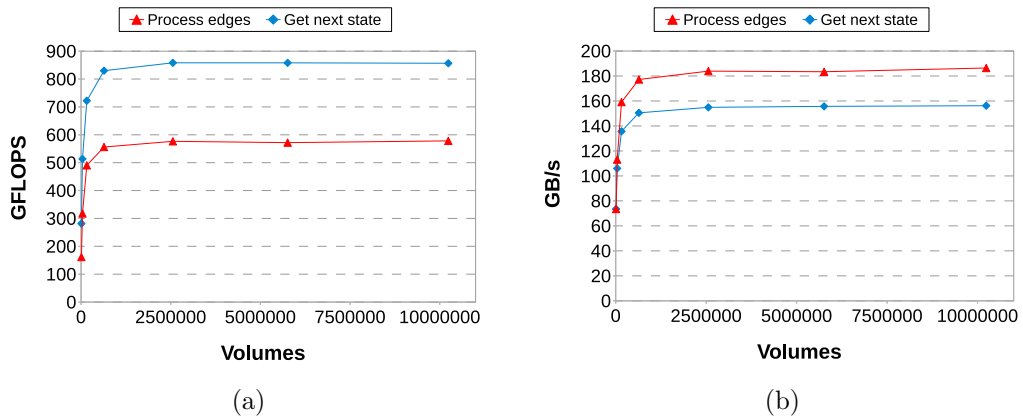 Process edges Get next state
900
800
700
600
500
400
300
200
100
0
GFLOPS
0 2500000 5000000 7500000 10000000
Volumes
(a)
Process edges Get next state
200
180
160
140
120
100
80
60
40
20
0
GB/s
0 2500000 5000000 7500000 10000000
Volumes
(b)